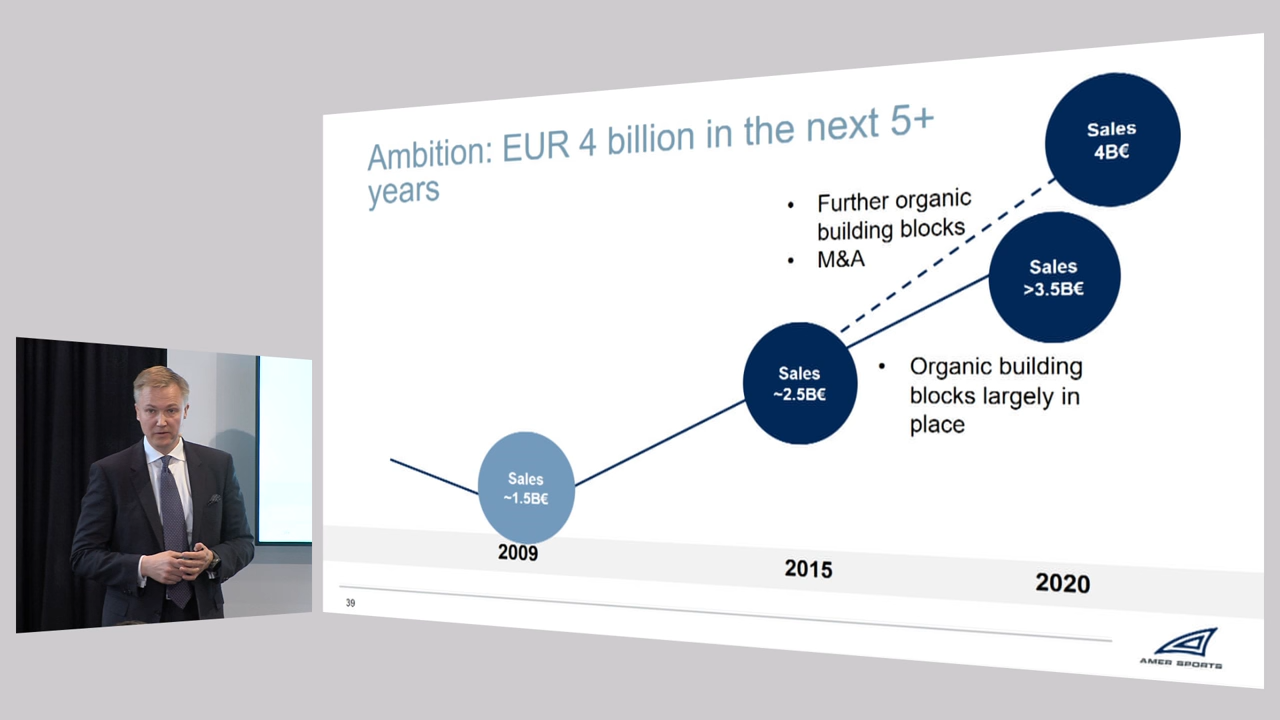 Ambition: EUR 4 billion in the next 5+
years
Sales
4B€
• Further organic
building blocks
• M&A
Sales
>3.5B€
Sales
~2.5B€
• Organic building
blocks largely in
place
Sales
~1.5B€
2009
2015
2020
39
AMER SPORTS